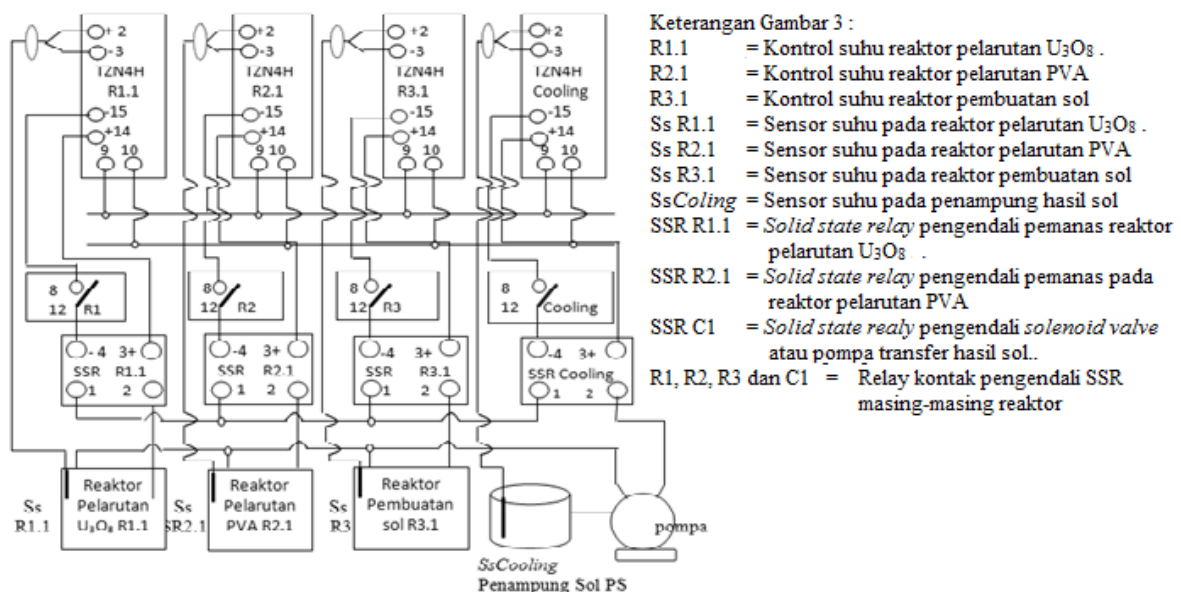 + 2
- 3
TZN4H
R1.1
-15
+14
9 10
+ 2
- 3
TZN4H
R2.1
-15
+14
9 10
+2
-3
TZN4H
R3.1
-15
+14
9 10
+ 2
- 3
TZN4H
Cooling
-15
+14
9 10
8
12 R1
8
12 R2
8
12 R3
8
12 Cooling
- 4 3+
SSR R1.1
1 2
-4 3+
SSR R2.1
1 2
-4 3+
SSR R3.1
1 2
-4 3+
SSR Cooling
1 2
Ss
R1.1
Reaktor
Pelarutan
U₃O₈ R1.1
Ss
SR2.1
Reaktor
Pelarutan
PVA R2.1
Ss
R3
Reaktor
Pembuatan
sol R3.1
pompa
SsCooling
Penampung Sol PS
Keterangan Gambar 3 :
R1.1 = Kontrol suhu reaktor pelarutan U₃O₈ .
R2.1 = Kontrol suhu reaktor pelarutan PVA
R3.1 = Kontrol suhu reaktor pembuatan sol
Ss R1.1 = Sensor suhu pada reaktor pelarutan U₃O₈ .
Ss R2.1 = Sensor suhu pada reaktor pelarutan PVA
Ss R3.1 = Sensor suhu pada reaktor pembuatan sol
SsColing = Sensor suhu pada penampung hasil sol
SSR R1.1 = Solid state relay pengendali pemanas reaktor
pelarutan U₃O₈ .
SSR R2.1 = Solid state relay pengendali pemanas pada
reaktor pelarutan PVA
SSR C1 = Solid state realy pengendali solenoid valve
atau pompa transfer hasil sol..
R1, R2, R3 dan C1 = Relay kontak pengendali SSR
masing-masing reaktor